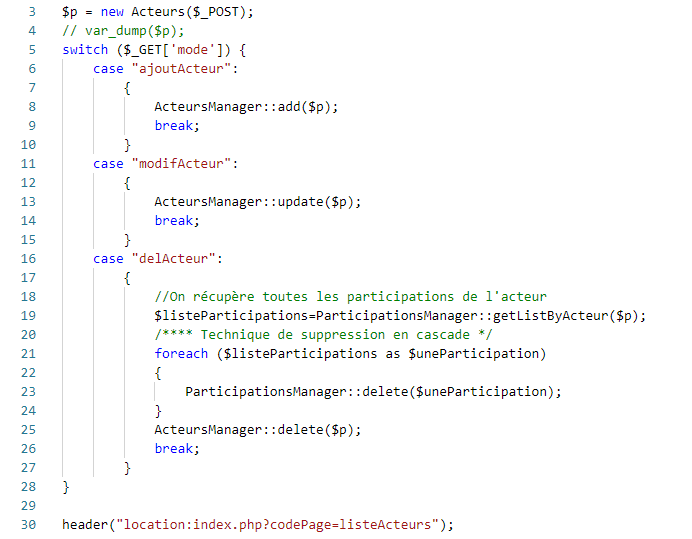 3 $p = new Acteurs($_POST);
4 // var_dump($p);
5 switch ($_GET['mode']) {
6 case "ajoutActeur":
7 {
8 ActeursManager::add($p);
9 break;
10 }
11 case "modifActeur":
12 {
13 ActeursManager::update($p);
14 break;
15 }
16 case "delActeur":
17 {
18 //On récupère toutes les participations de l'acteur
19 $listeParticipations=ParticipationsManager::getListByActeur($p);
20 /**** Technique de suppression en cascade */
21 foreach ($listeParticipations as $uneParticipation)
22 {
23 ParticipationsManager::delete($uneParticipation);
24 }
25 ActeursManager::delete($p);
26 break;
27 }
28 }
29
30 header("location:index.php?codePage=listeActeurs");